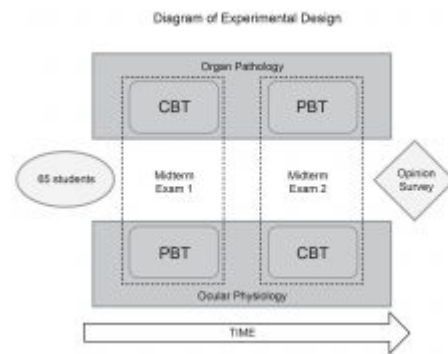 Diagram of Experimental Design
Organ Pathology
CBT
PBT
65 students
Midterm
Exam 1
Midterm
Exam 2
Opinion
Survey
PBT
CBT
Ocular Physiology
TIME